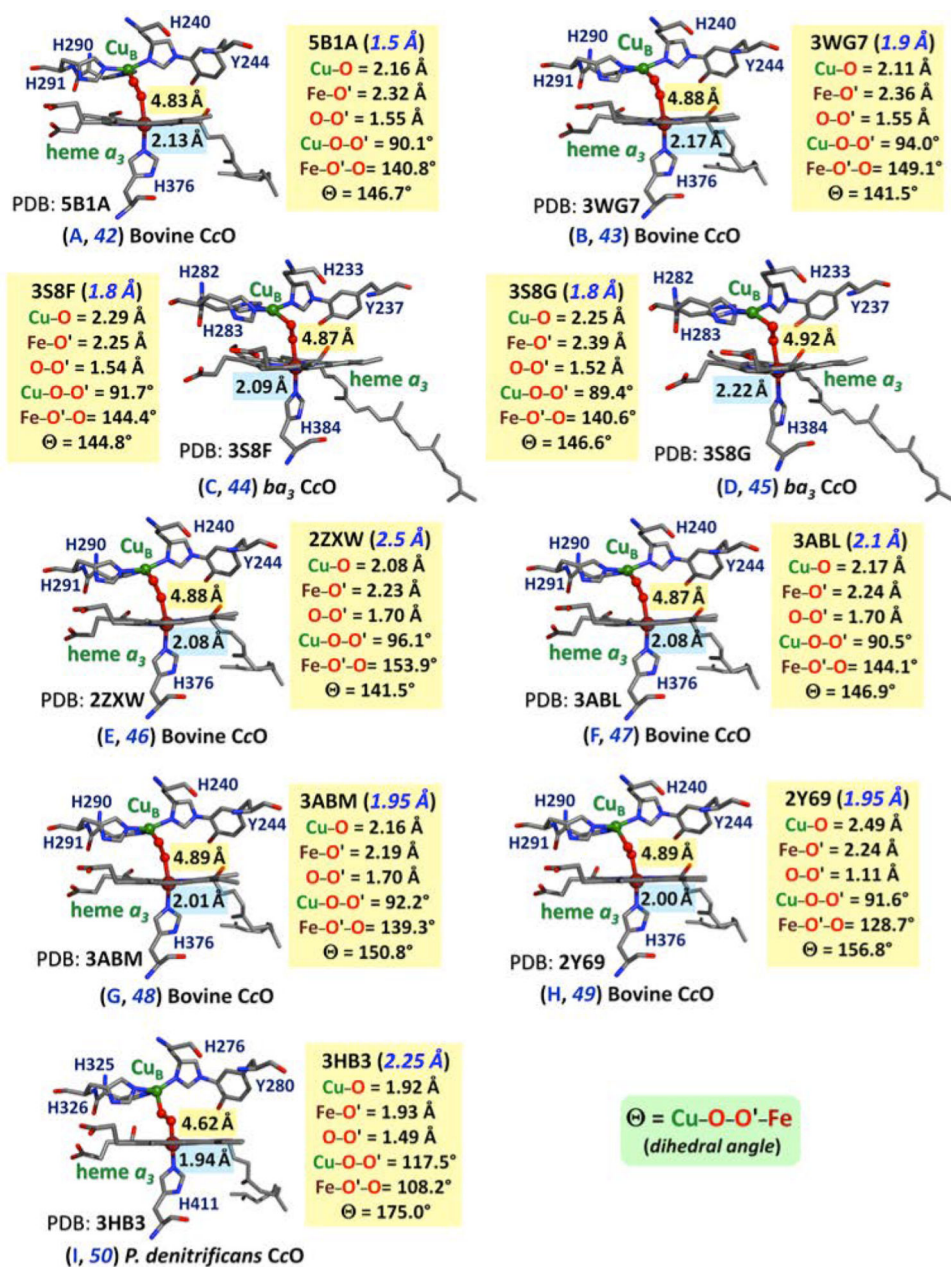 H240
H290
CuB
H291
Y244
4.83 Å
2.13 Å
heme a3
H376
PDB: 5B1A
(A, 42) Bovine CcO
5B1A (1.5 Å)
Cu–O = 2.16 Å
Fe–O' = 2.32 Å
O–O' = 1.55 Å
Cu–O–O' = 90.1°
Fe–O'–O= 140.8°
Θ = 146.7°
H240
H290
CuB
H291
Y244
4.88 Å
2.17 Å
heme a3
H376
PDB: 3WG7
(B, 43) Bovine CcO
3WG7 (1.9 Å)
Cu–O = 2.11 Å
Fe–O' = 2.36 Å
O–O' = 1.55 Å
Cu–O–O' = 94.0°
Fe–O'–O= 149.1°
Θ = 141.5°
3S8F (1.8 Å)
Cu–O = 2.29 Å
Fe–O' = 2.25 Å
O–O' = 1.54 Å
Cu–O–O' = 91.7°
Fe–O'–O= 144.4°
Θ = 144.8°
H282
H233
CuB
Y237
H283
4.87 Å
2.09 Å
heme a3
H384
PDB: 3S8F
(C, 44) ba3 CcO
3S8G (1.8 Å)
Cu–O = 2.25 Å
Fe–O' = 2.39 Å
O–O' = 1.52 Å
Cu–O–O' = 89.4°
Fe–O'–O= 140.6°
Θ = 146.6°
H282
H233
CuB
Y237
H283
4.92 Å
2.22 Å
heme a3
H384
PDB: 3S8G
(D, 45) ba3 CcO
H240
H290
CuB
H291
Y244
4.88 Å
2.08 Å
heme a3
H376
PDB: 2ZXW
(E, 46) Bovine CcO
2ZXW (2.5 Å)
Cu–O = 2.08 Å
Fe–O' = 2.23 Å
O–O' = 1.70 Å
Cu–O–O' = 96.1°
Fe–O'–O= 153.9°
Θ = 141.5°
H240
H290
CuB
H291
Y244
4.87 Å
2.08 Å
heme a3
H376
PDB: 3ABL
(F, 47) Bovine CcO
3ABL (2.1 Å)
Cu–O = 2.17 Å
Fe–O' = 2.24 Å
O–O' = 1.70 Å
Cu–O–O' = 90.5°
Fe–O'–O= 144.1°
Θ = 146.9°
H240
H290
CuB
H291
Y244
4.89 Å
2.01 Å
heme a3
H376
PDB: 3ABM
(G, 48) Bovine CcO
3ABM (1.95 Å)
Cu–O = 2.16 Å
Fe–O' = 2.19 Å
O–O' = 1.70 Å
Cu–O–O' = 92.2°
Fe–O'–O= 139.3°
Θ = 150.8°
H240
H290
CuB
H291
Y244
4.89 Å
2.00 Å
heme a3
H376
PDB: 2Y69
(H, 49) Bovine CcO
2Y69 (1.95 Å)
Cu–O = 2.49 Å
Fe–O' = 2.24 Å
O–O' = 1.11 Å
Cu–O–O' = 91.6°
Fe–O'–O= 128.7°
Θ = 156.8°
H276
H325
CuB
H326
Y280
4.62 Å
1.94 Å
heme a3
H411
PDB: 3HB3
(I, 50) P. denitrificans CcO
3HB3 (2.25 Å)
Cu–O = 1.92 Å
Fe–O' = 1.93 Å
O–O' = 1.49 Å
Cu–O–O' = 117.5°
Fe–O'–O= 108.2°
Θ = 175.0°
Θ = Cu–O–O'–Fe
(dihedral angle)